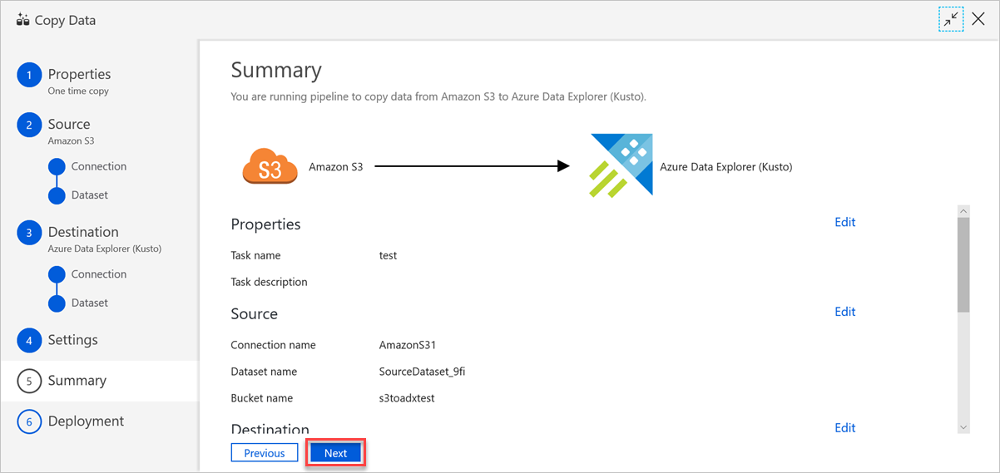 Copy Data
1 Properties
One time copy
2 Source
Amazon S3
Connection
Dataset
3 Destination
Azure Data Explorer (Kusto)
Connection
Dataset
4 Settings
5 Summary
6 Deployment
Summary
You are running pipeline to copy data from Amazon S3 to Azure Data Explorer (Kusto).
S3 Amazon S3 Azure Data Explorer (Kusto)
Properties Edit
Task name test
Task description
Source Edit
Connection name AmazonS31
Dataset name SourceDataset_9fi
Bucket name s3toadxtest
Destination Edit
Previous Next